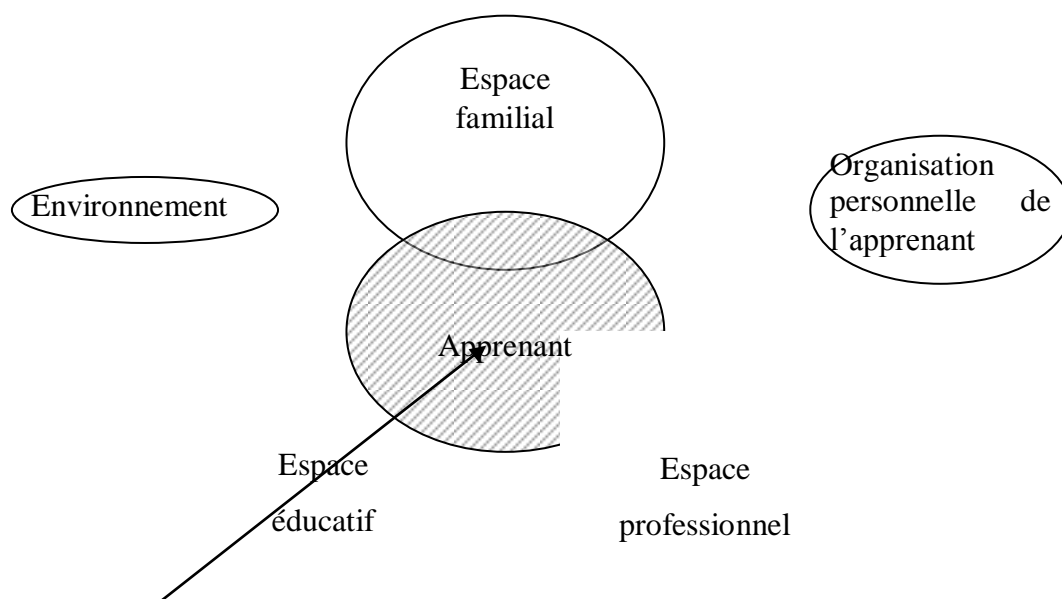 Espace
familial
Environnement
Organisation
personnelle de
l'apprenant
Apprenant
Espace
éducatif
Espace
professionnel